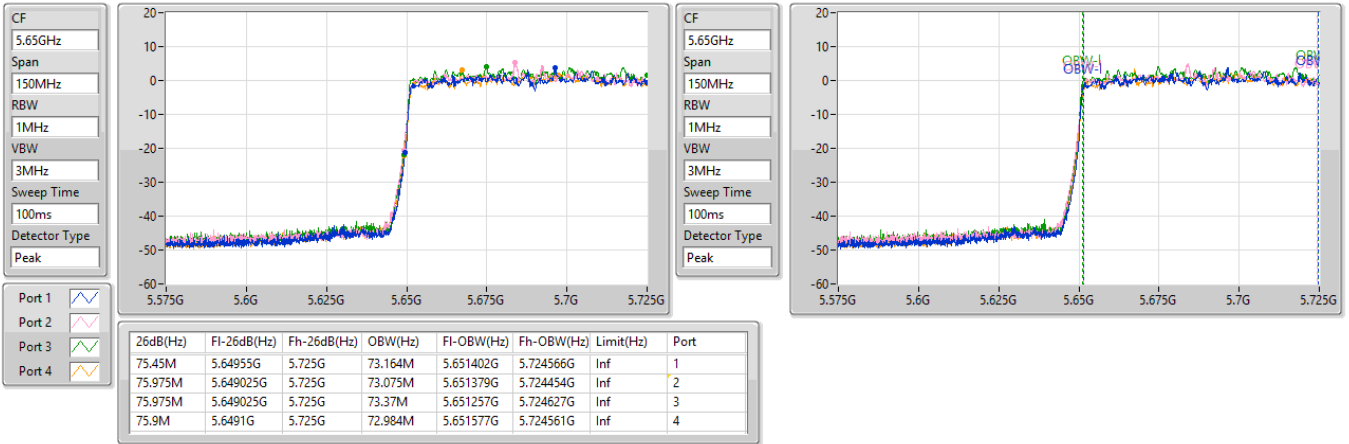 CF
5.65GHz
Span
150MHz
RBW
1MHz
VBW
3MHz
Sweep Time
100ms
Detector Type
Peak
Port 1
Port 2
Port 3
Port 4
20
10
0
-10
-20
-30
-40
-50
-60
5.575G 5.6G 5.625G 5.65G 5.675G 5.7G 5.725G
CF
5.65GHz
Span
150MHz
RBW
1MHz
VBW
3MHz
Sweep Time
100ms
Detector Type
Peak
20
10
0
-10
-20
-30
-40
-50
-60
5.575G 5.6G 5.625G 5.65G 5.675G 5.7G 5.725G
OBW-l
26dB(Hz) Fl-26dB(Hz) Fh-26dB(Hz) OBW(Hz) Fl-OBW(Hz) Fh-OBW(Hz) Limit(Hz) Port
75.45M 5.64955G 5.725G 73.164M 5.651402G 5.724566G Inf 1
75.975M 5.649025G 5.725G 73.075M 5.651379G 5.724454G Inf 2
75.975M 5.649025G 5.725G 73.37M 5.651257G 5.724627G Inf 3
75.9M 5.6491G 5.725G 72.984M 5.651577G 5.724561G Inf 4